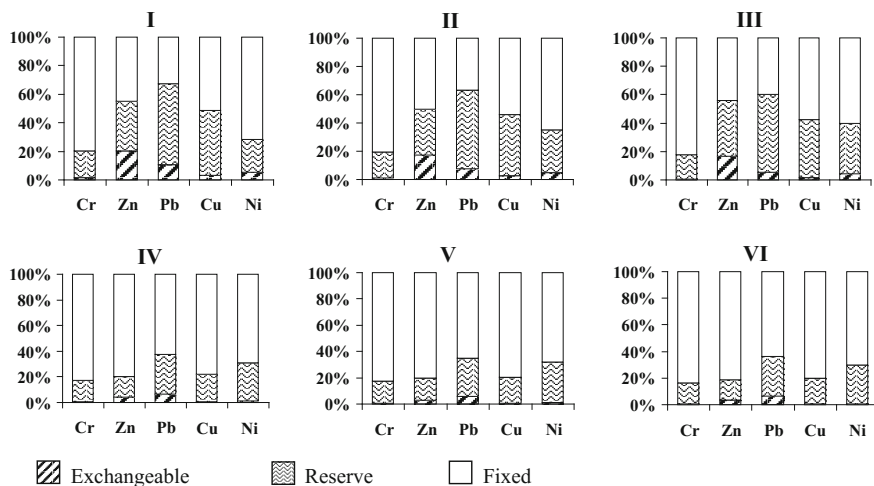 I II III
100% 100% 100%
80% 80% 80%
60% 60% 60%
40% 40% 40%
20% 20% 20%
0% 0% 0%
Cr Zn Pb Cu Ni Cr Zn Pb Cu Ni Cr Zn Pb Cu Ni
IV V VI
100% 100% 100%
80% 80% 80%
60% 60% 60%
40% 40% 40%
20% 20% 20%
0% 0% 0%
Cr Zn Pb Cu Ni Cr Zn Pb Cu Ni Cr Zn Pb Cu Ni
Exchangeable Reserve Fixed